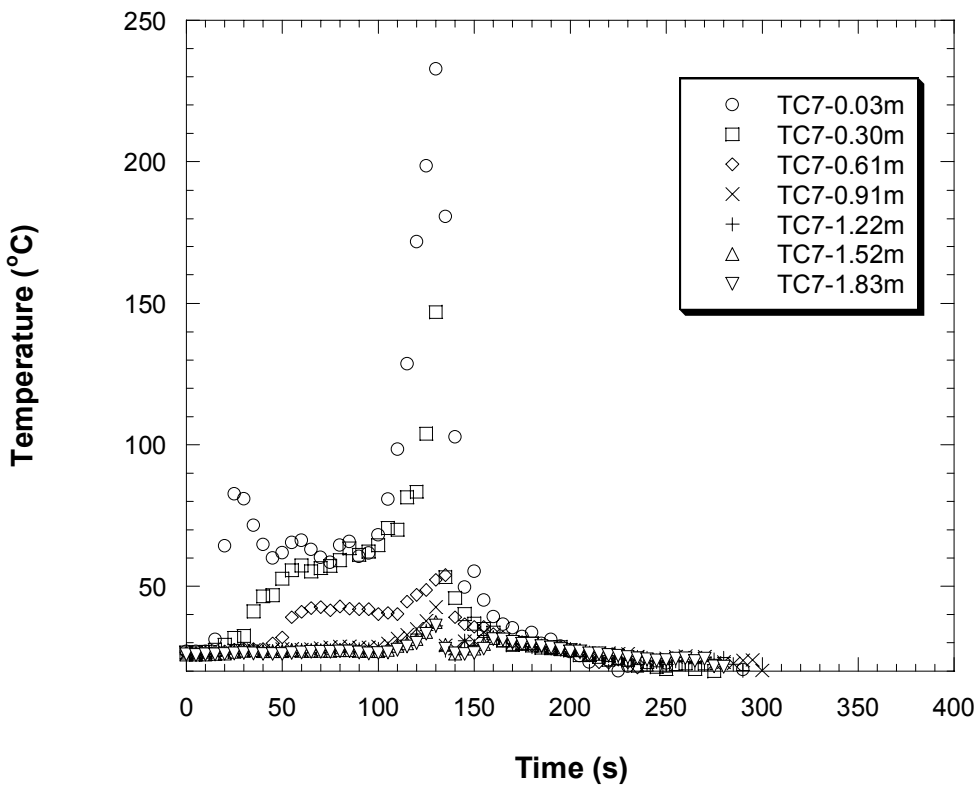 250
200
150
100
50
0
50
100
150
200
250
300
350
400
Temperature (°C)
Time (s)
TC7-0.03m
TC7-0.30m
TC7-0.61m
TC7-0.91m
TC7-1.22m
TC7-1.52m
TC7-1.83m